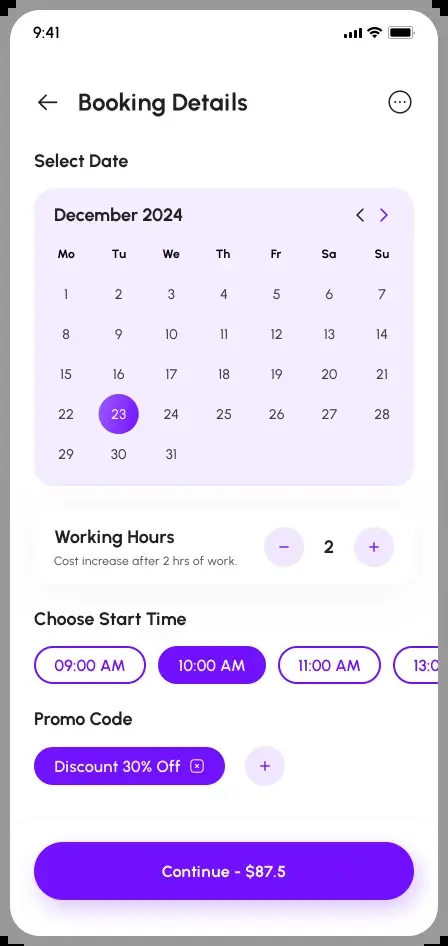 9:41
Booking Details
Select Date
December 2024
Mo Tu We Th Fr Sa Su
1 2 3 4 5 6 7
8 9 10 11 12 13 14
15 16 17 18 19 20 21
22 23 24 25 26 27 28
29 30 31
Working Hours
Cost increase after 2 hrs of work.
− 2 +
Choose Start Time
09:00 AM 10:00 AM 11:00 AM 13:0
Promo Code
Discount 30% Off +
Continue - $87.5